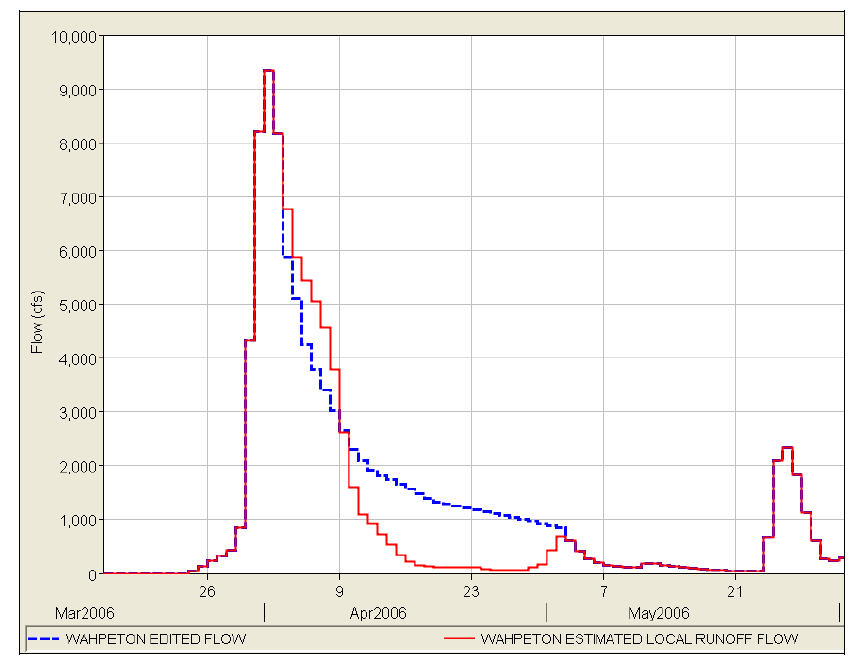 10,000
9,000
8,000
7,000
6,000
5,000
4,000
3,000
2,000
1,000
0
Flow (cfs)
26 9 23 7 21
Mar2006 Apr2006 May2006
WAHPETON EDITED FLOW WAHPETON ESTIMATED LOCAL RUNOFF FLOW